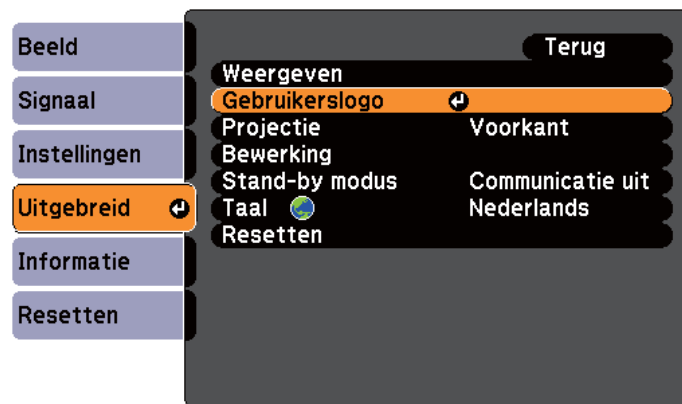 Beeld
Signaal
Instellingen
Uitgebreid
Informatie
Resetten
Terug
Weergeven
Gebruikerslogo
Projectie Voorkant
Bewerking
Stand-by modus Communicatie uit
Taal Nederlands
Resetten